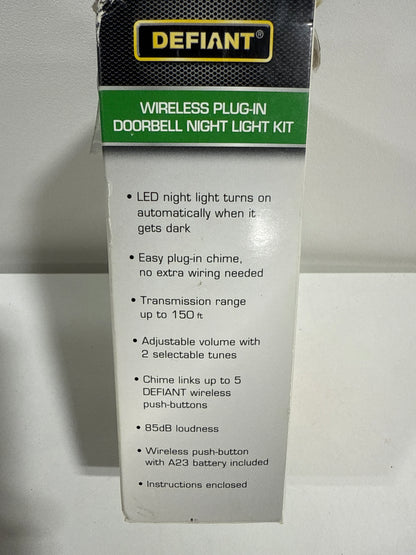 DEFIANT®
WIRELESS PLUG-IN
DOORBELL NIGHT LIGHT KIT
• LED night light turns on
automatically when it
gets dark
• Easy plug-in chime,
no extra wiring needed
• Transmission range
up to 150 ft
• Adjustable volume with
2 selectable tunes
• Chime links up to 5
DEFIANT wireless
push-buttons
• 85dB loudness
• Wireless push-button
with A23 battery included
• Instructions enclosed